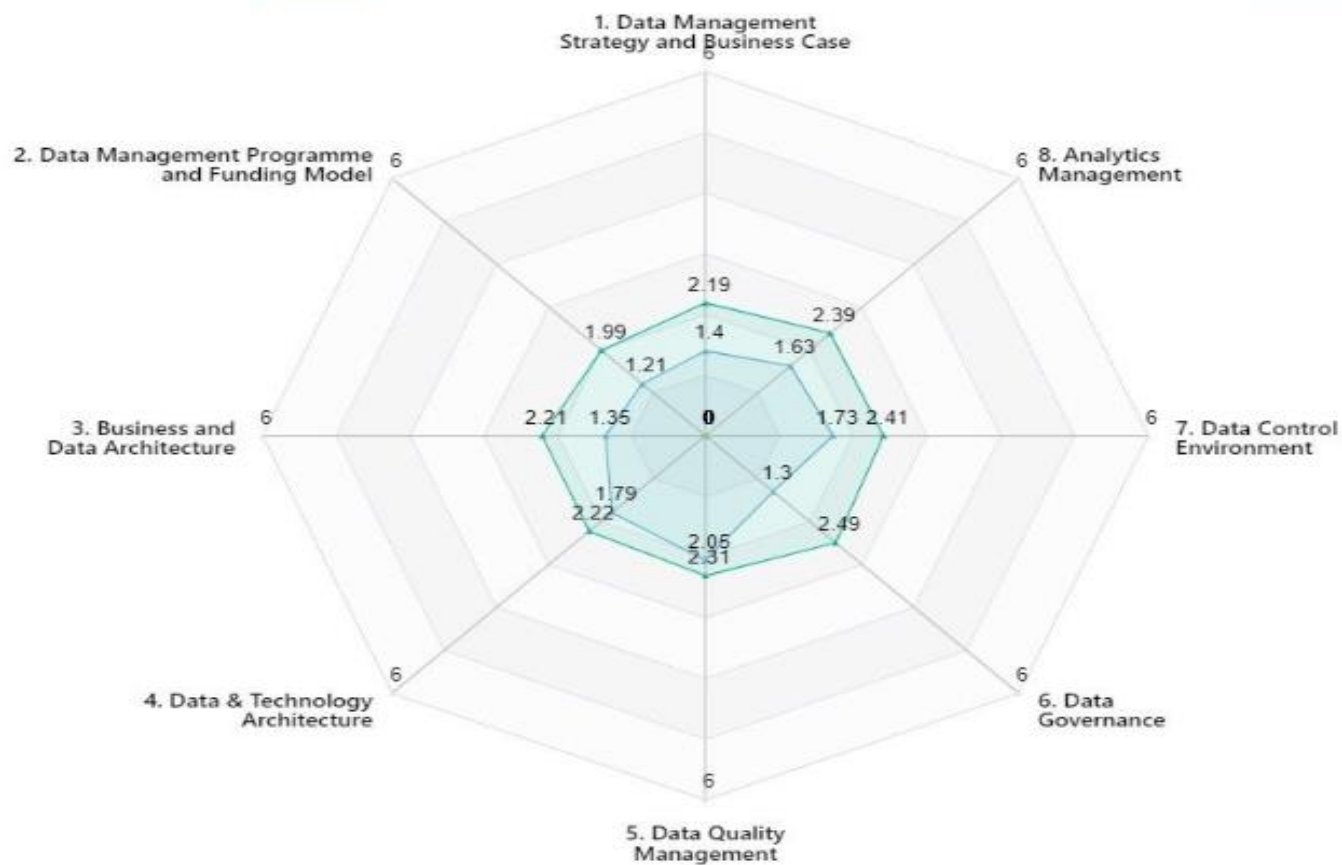 1. Data Management
Strategy and Business Case
6
2. Data Management Programme
and Funding Model
6
6
8. Analytics
Management
2.19
2.39
1.99
1.4
1.63
1.21
3. Business and
Data Architecture
6
2.21
1.35
0
1.73
2.41
6
7. Data Control
Environment
1.79
1.3
2.22
2.49
2.05
2.31
4. Data & Technology
Architecture
6
6
6. Data
Governance
6
5. Data Quality
Management